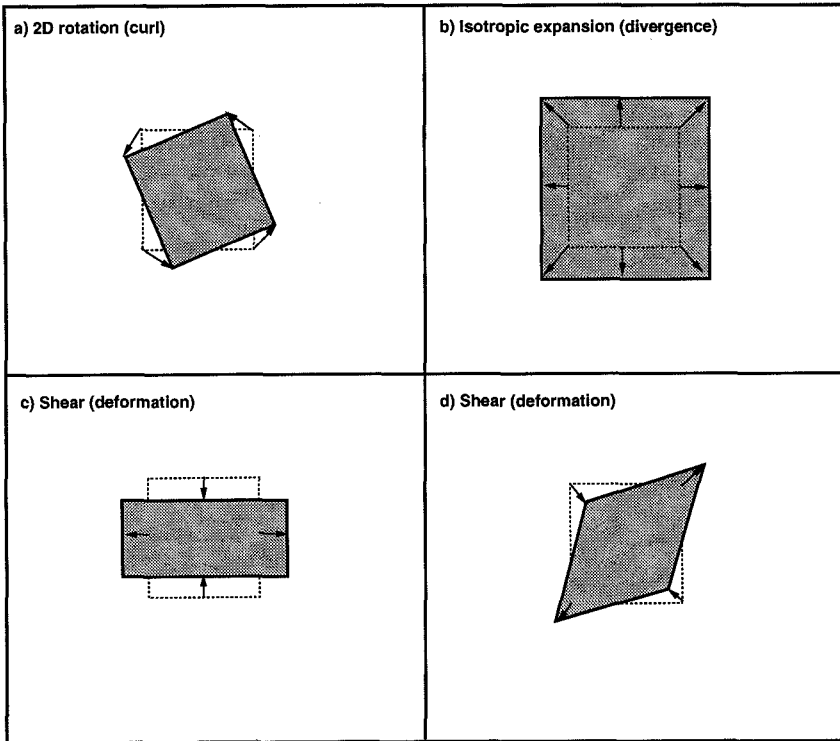 a) 2D rotation (curl)
b) Isotropic expansion (divergence)
c) Shear (deformation)
d) Shear (deformation)